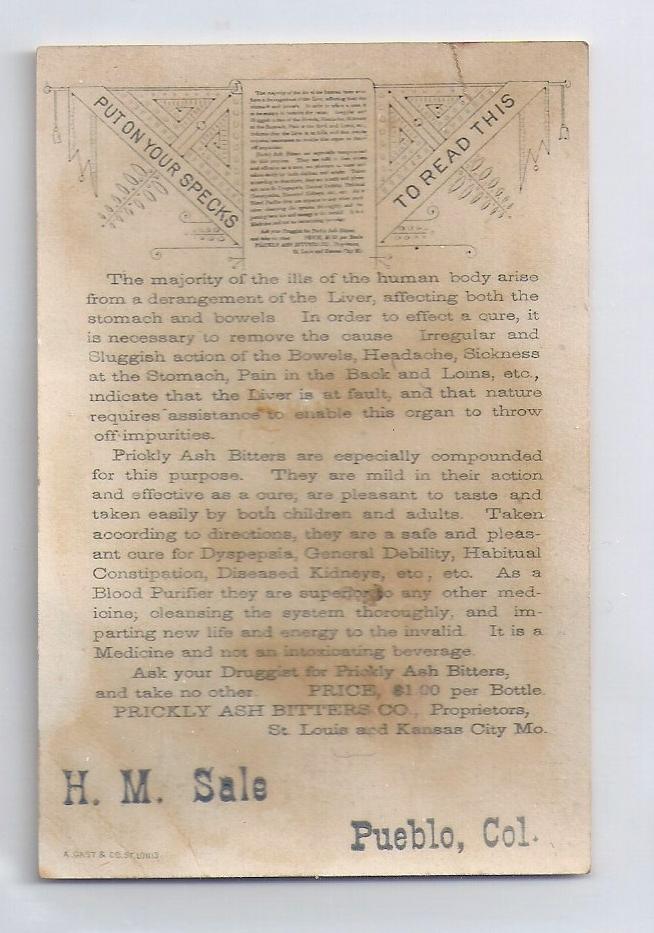 PUT ON YOUR SPECKS
TO READ THIS
The majority of the ills of the human body arise
from a derangement of the Liver, affecting both the
stomach and bowels In order to effect a cure, it
is necessary to remove the cause Irregular and
Sluggish action of the Bowels, Headache, Sickness
at the Stomach, Pain in the Back and Loins, etc.,
indicate that the Liver is at fault, and that nature
requires assistance to enable this organ to throw
off impurities.
Prickly Ash Bitters are especially compounded
for this purpose. They are mild in their action
and effective as a cure, are pleasant to taste and
taken easily by both children and adults. Taken
according to directions, they are a safe and pleas-
ant cure for Dyspepsia, General Debility, Habitual
Constipation, Diseased Kidneys, etc, etc. As a
Blood Purifier they are superior to any other med-
icine; cleansing the system thoroughly, and im-
parting new life and energy to the invalid It is a
Medicine and not an intoxicating beverage.
Ask your Druggist for Prickly Ash Bitters,
and take no other. PRICE, $1.00 per Bottle.
PRICKLY ASH BITTERS CO., Proprietors,
St. Louis and Kansas City Mo.
H. M. Sale
Pueblo, Col.
A. GAST & CO. ST. LOUIS